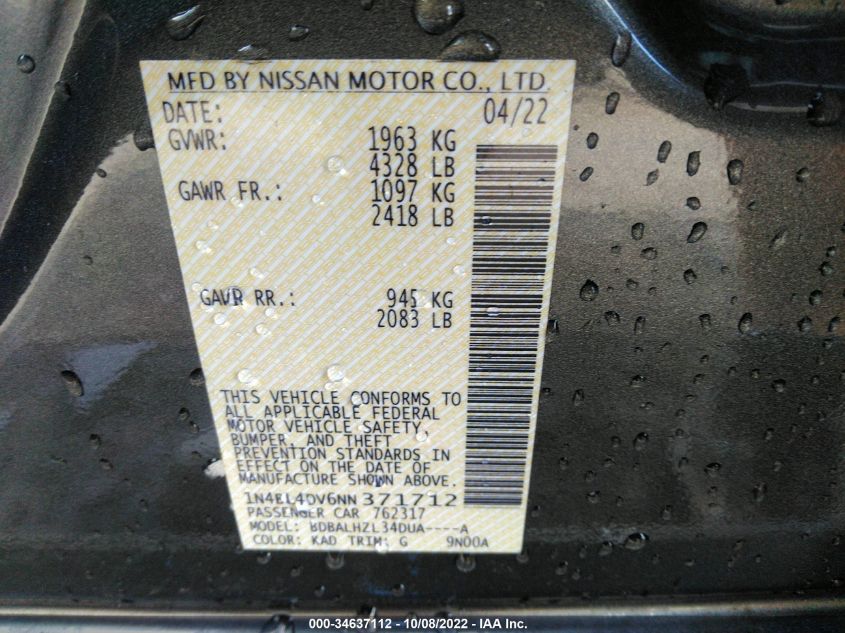 MFD BY NISSAN MOTOR CO., LTD.
DATE: 04/22
GVWR: 1963 KG
4328 LB
GAWR FR.: 1097 KG
2418 LB
GAWR RR.: 945 KG
2083 LB
THIS VEHICLE CONFORMS TO
ALL APPLICABLE FEDERAL
MOTOR VEHICLE SAFETY,
BUMPER, AND THEFT
PREVENTION STANDARDS IN
EFFECT ON THE DATE OF
MANUFACTURE SHOWN ABOVE.
1N4BL4DV6NN 371712
PASSENGER CAR 762317
MODEL: BDBALHZL34DUA----A
COLOR: KAD TRIM: G 9N00A
000-34637112 - 10/08/2022 - IAA Inc.